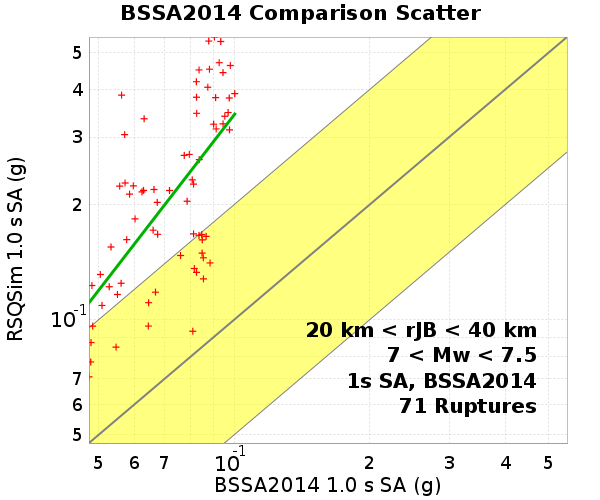 BSSA2014 Comparison Scatter
RSQSim 1.0 s SA (g)
5
4
3
2
10⁻¹
7
6
5
20 km < rJB < 40 km
7 < Mw < 7.5
1s SA, BSSA2014
71 Ruptures
5 6 7 10⁻¹ 2 3 4 5
BSSA2014 1.0 s SA (g)